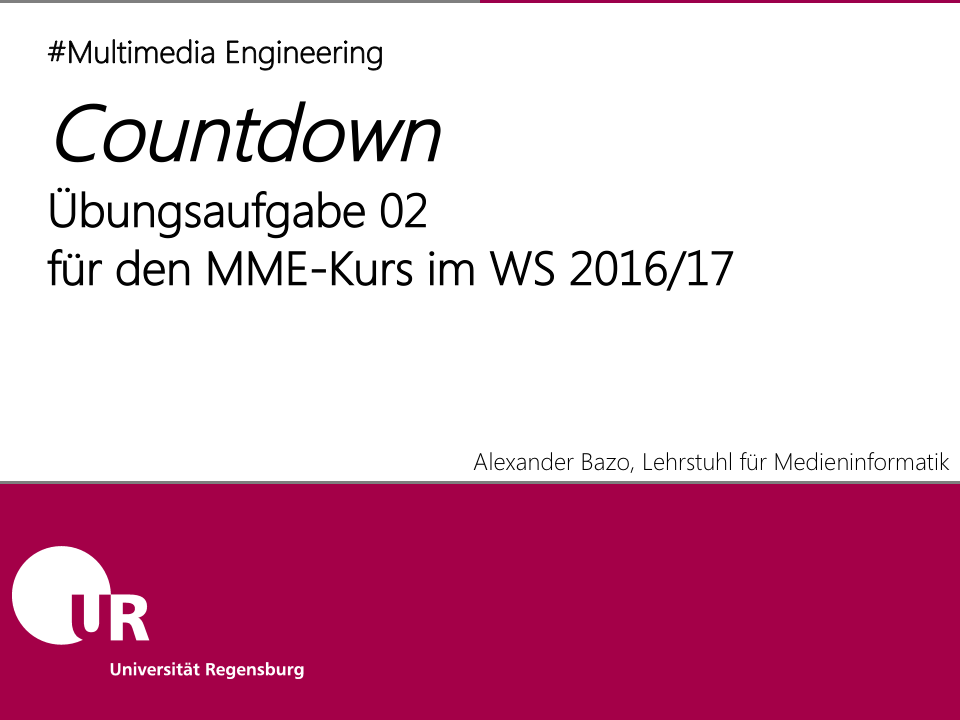 #Multimedia Engineering
Countdown
Übungsaufgabe 02
für den MME-Kurs im WS 2016/17
Alexander Bazo, Lehrstuhl für Medieninformatik
UR
Universität Regensburg